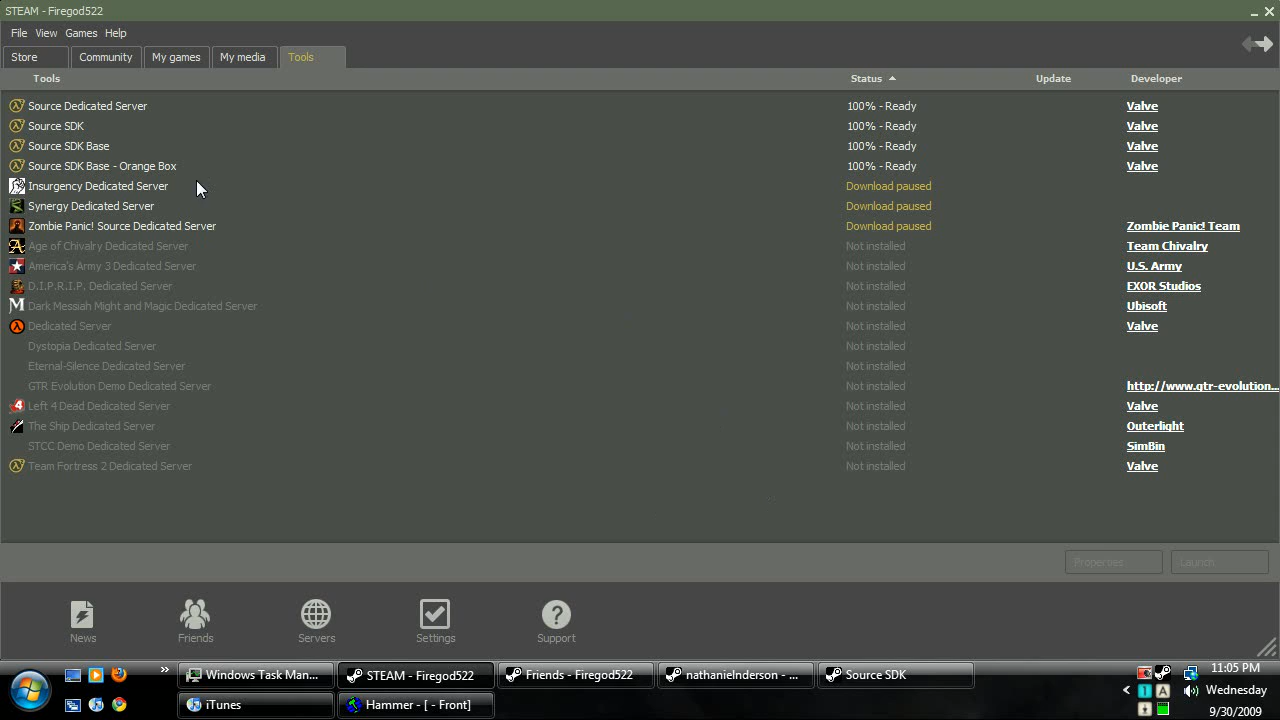 STEAM - Firegod522
File View Games Help
Store Community My games My media Tools
Tools Status Update Developer
Source Dedicated Server 100% - Ready Valve
Source SDK 100% - Ready Valve
Source SDK Base 100% - Ready Valve
Source SDK Base - Orange Box 100% - Ready Valve
Insurgency Dedicated Server Download paused
Synergy Dedicated Server Download paused
Zombie Panic! Source Dedicated Server Download paused Zombie Panic! Team
Age of Chivalry Dedicated Server Not installed Team Chivalry
America's Army 3 Dedicated Server Not installed U.S. Army
D.I.P.R.I.P. Dedicated Server Not installed EXOR Studios
Dark Messiah Might and Magic Dedicated Server Not installed Ubisoft
Dedicated Server Not installed Valve
Dystopia Dedicated Server Not installed
Eternal-Silence Dedicated Server Not installed
GTR Evolution Demo Dedicated Server Not installed http://www.gtr-evolution...
Left 4 Dead Dedicated Server Not installed Valve
The Ship Dedicated Server Not installed Outerlight
STCC Demo Dedicated Server Not installed SimBin
Team Fortress 2 Dedicated Server Not installed Valve
Properties Launch
News Friends Servers Settings Support
Windows Task Man... STEAM - Firegod522 Friends - Firegod522 nathanielnderson - ... Source SDK 11:05 PM
Wednesday
iTunes Hammer - [ - Front] 9/30/2009